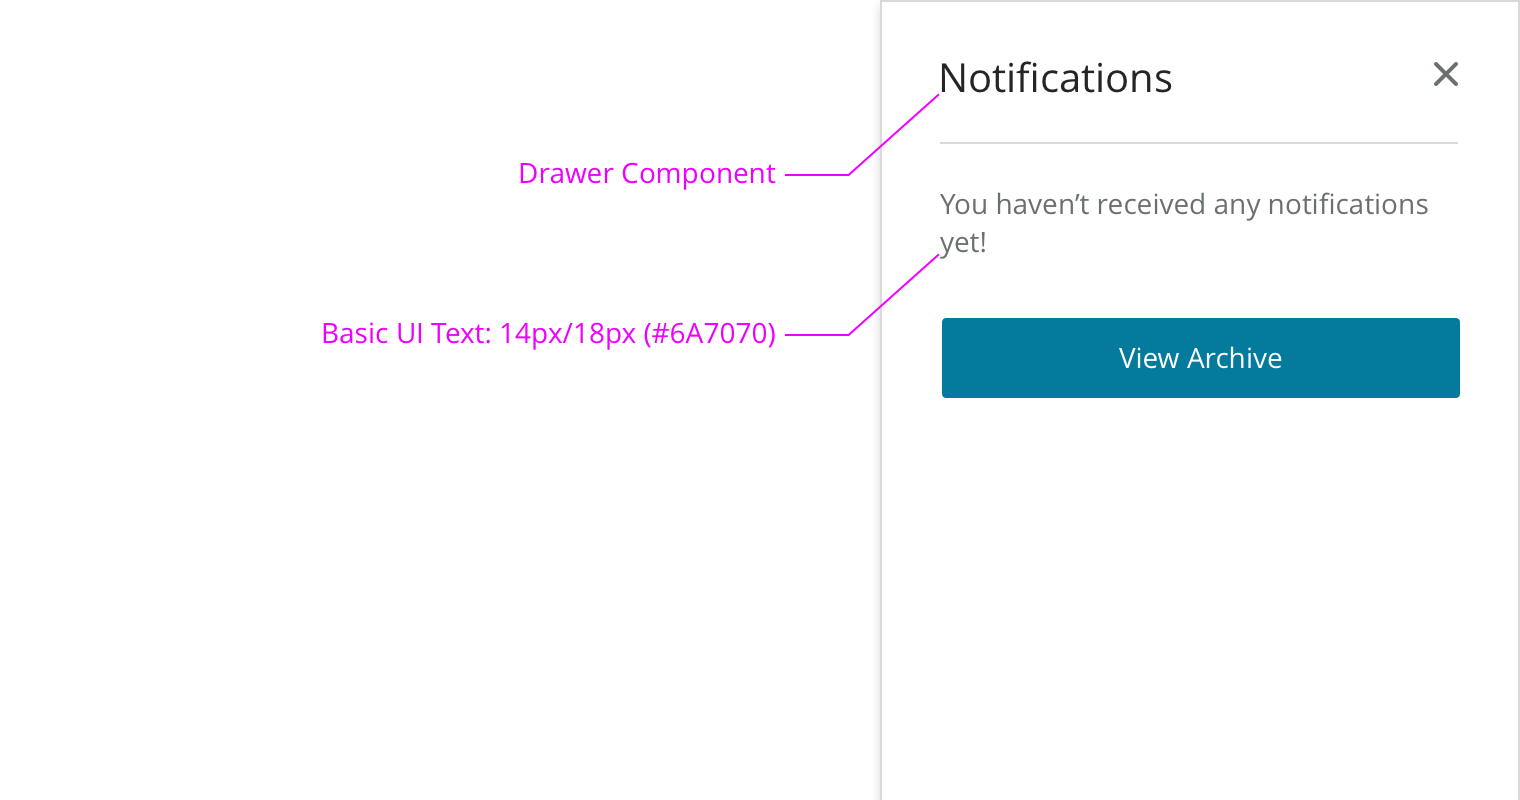 Notifications
Drawer Component
You haven’t received any notifications
yet!
Basic UI Text: 14px/18px (#6A7070)
View Archive